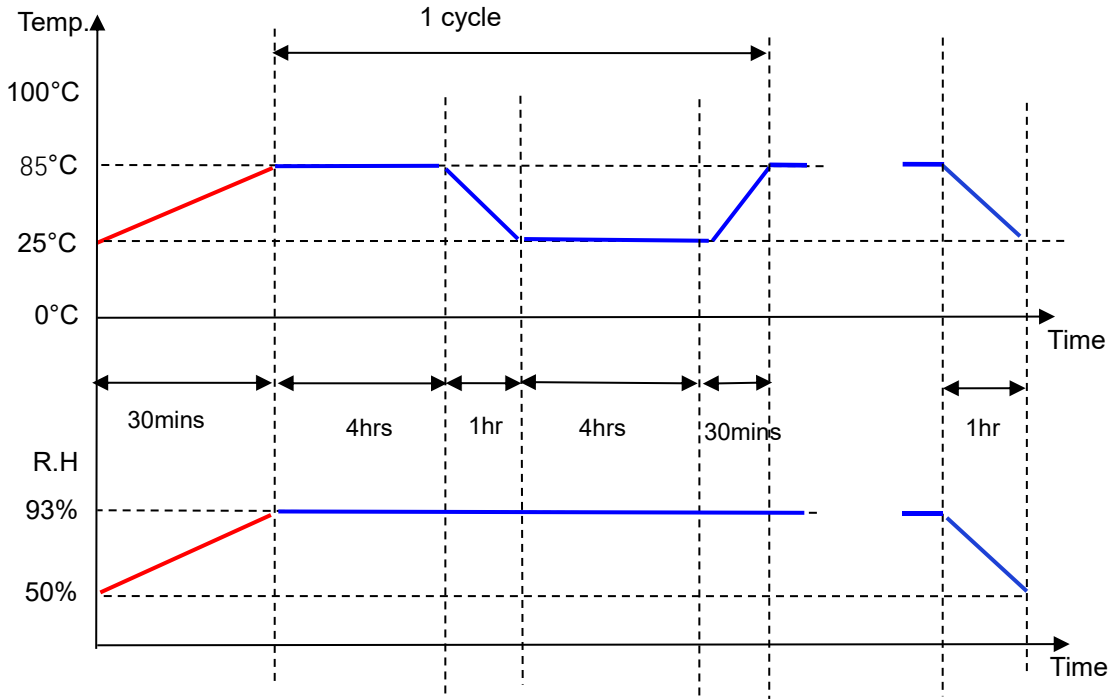 1 cycle
Temp.
100°C
85°C
25°C
0°C
Time
30mins
4hrs
1hr
4hrs
30mins
1hr
R.H
93%
50%
Time